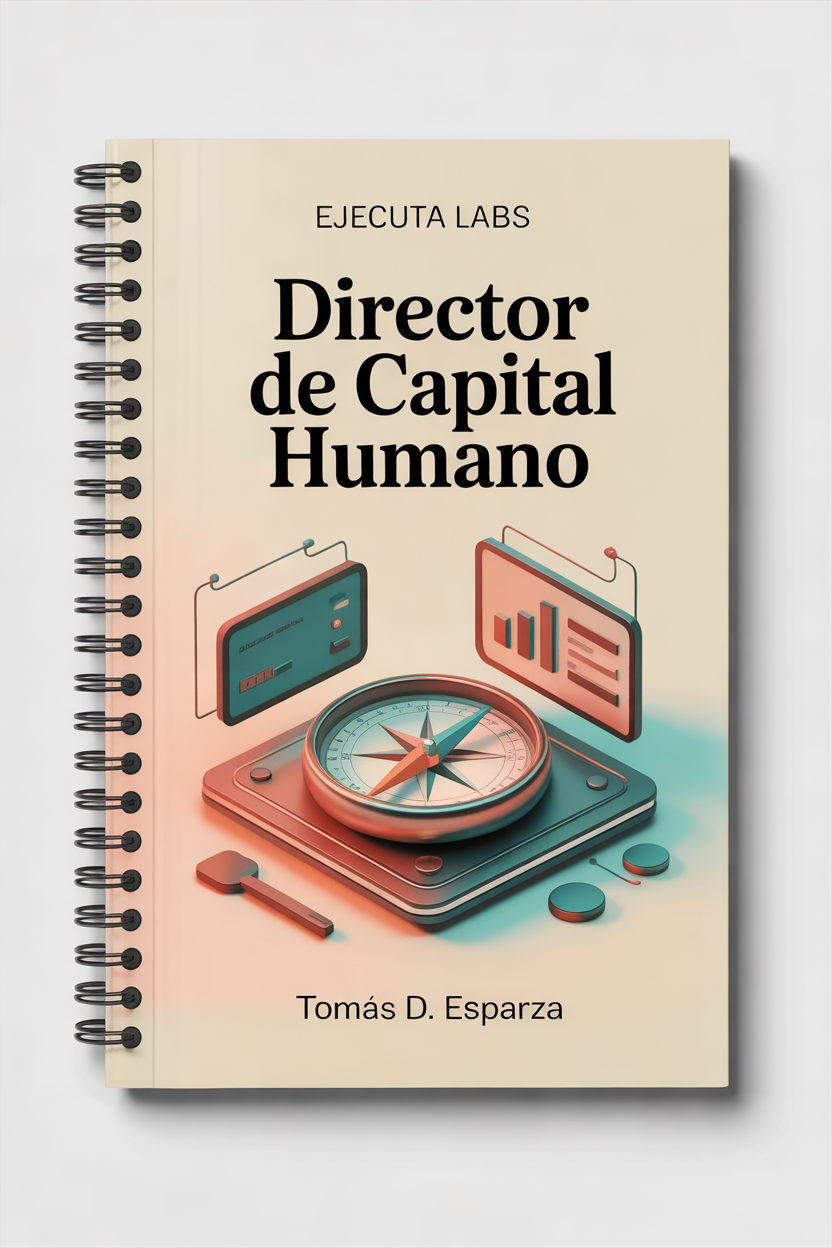 EJECUTA LABS
Director
de Capital
Humano
Tomás D. Esparza